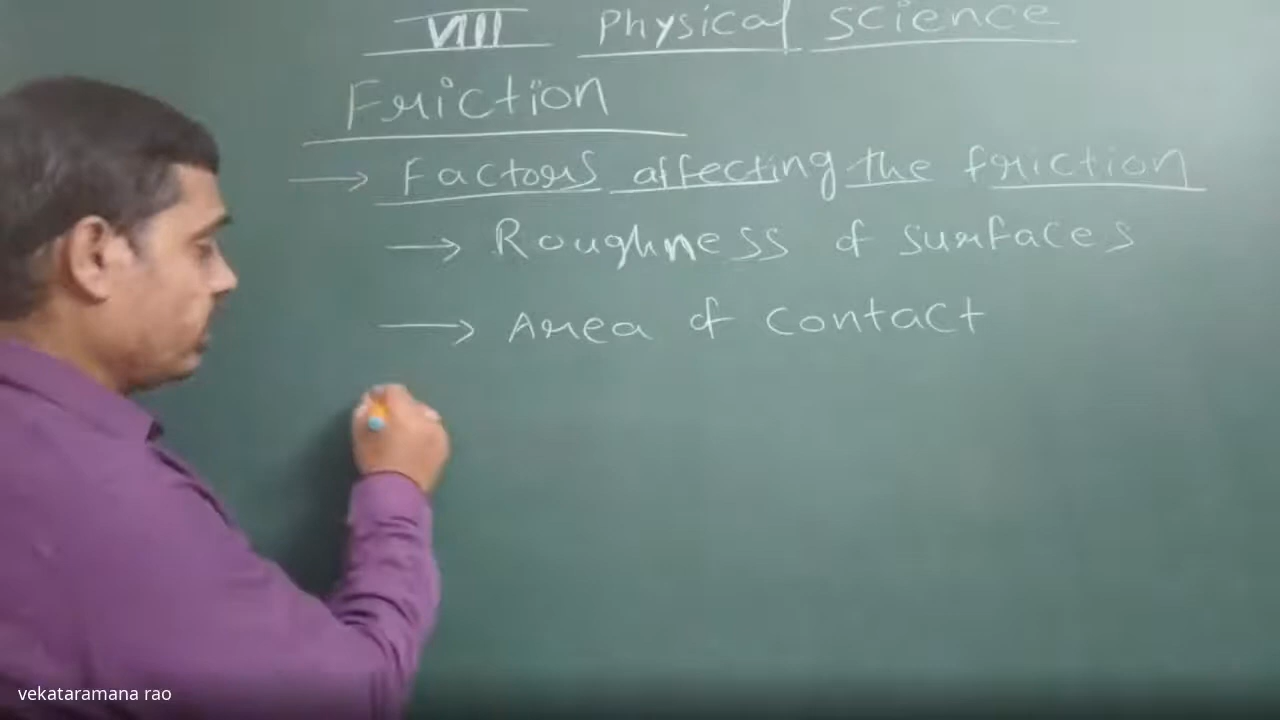 VIII Physical science
Friction
→ Factors affecting the friction
→ Roughness of surfaces
→ Area of contact
vekataramana rao